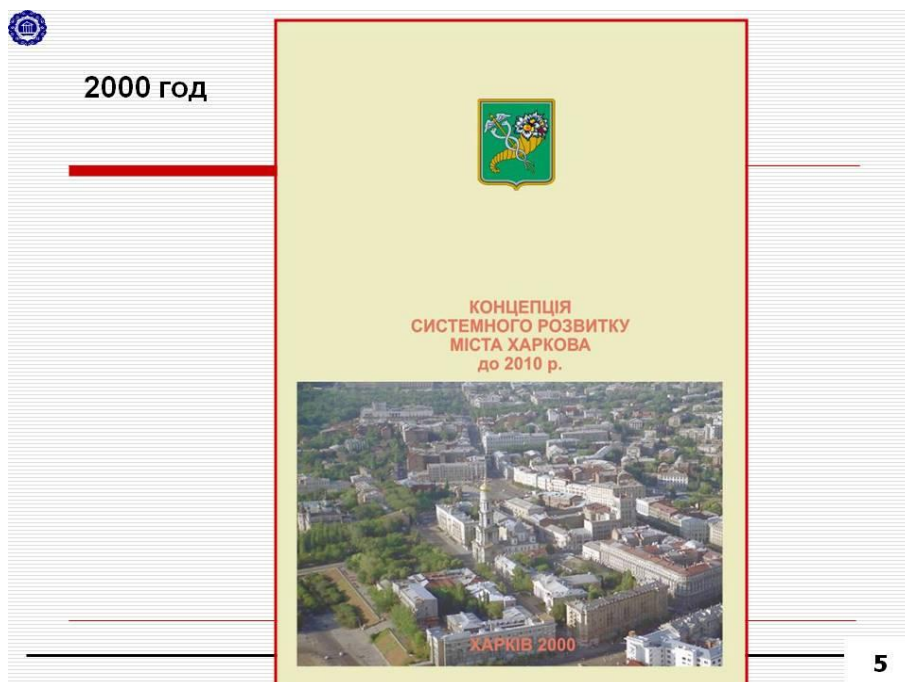 2000 год
КОНЦЕПЦІЯ
СИСТЕМНОГО РОЗВИТКУ
МІСТА ХАРКОВА
до 2010 р.
ХАРКІВ 2000
5